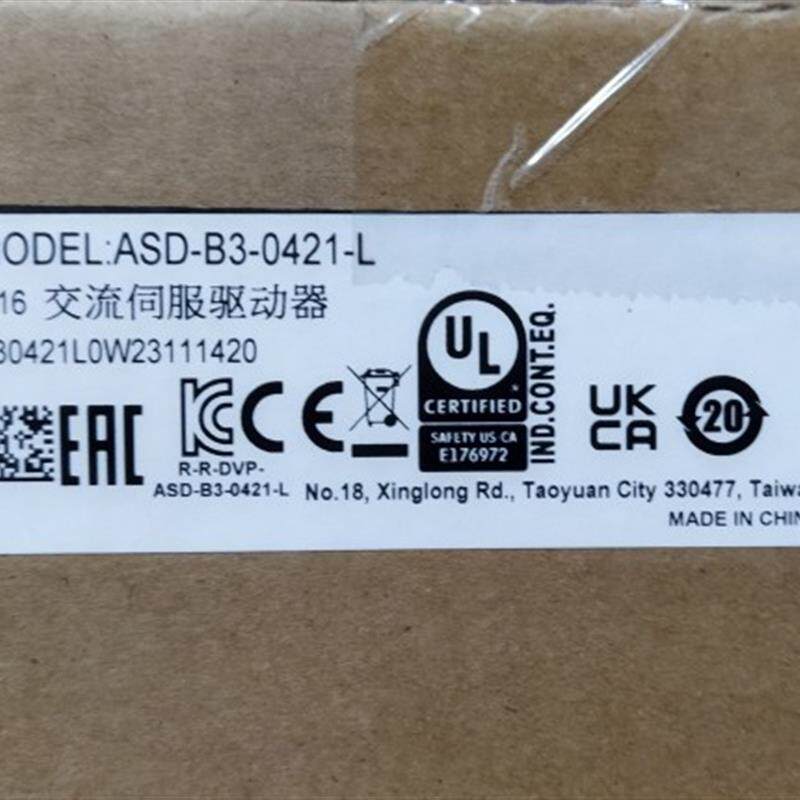 ODEL:ASD-B3-0421-L
16 交流伺服驱动器
30421L0W23111420
EAC
KC
CE
UL
CERTIFIED
SAFETY US CA
E176972
IND.CONT.EQ.
UK
CA
20
R-R-DVP-
ASD-B3-0421-L
No.18, Xinglong Rd., Taoyuan City 330477, Taiwa
MADE IN CHIN